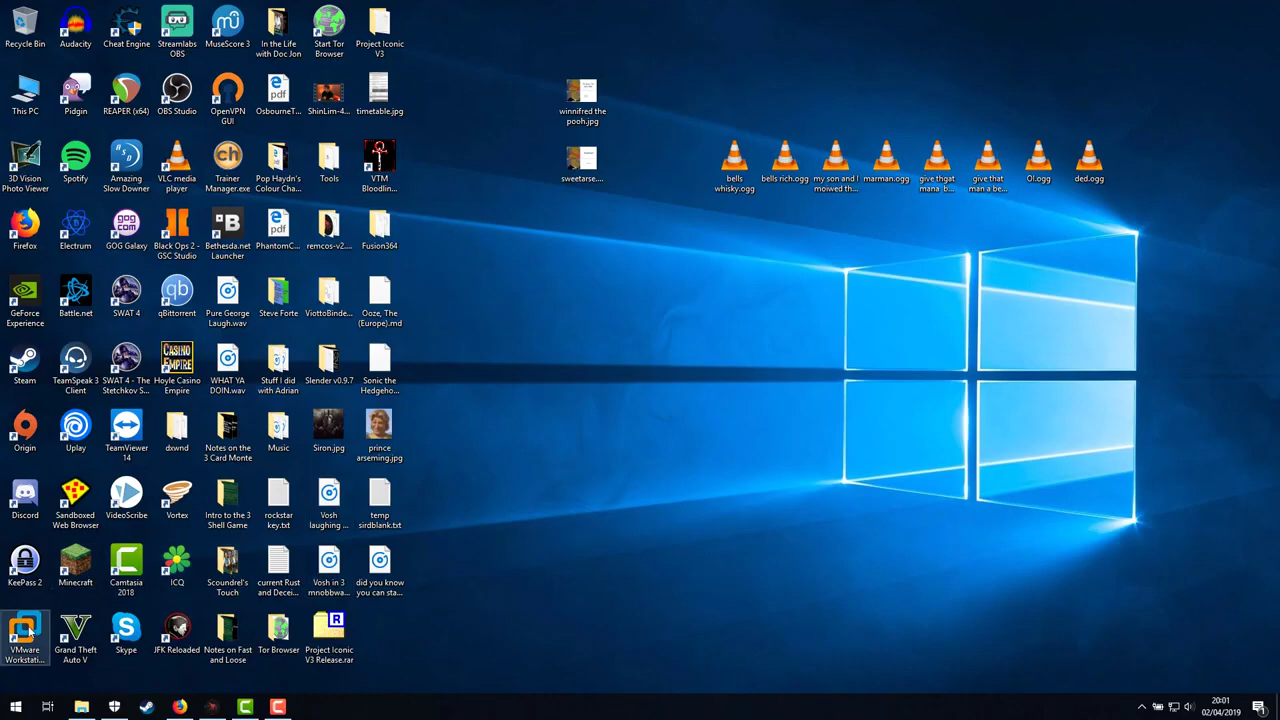 Recycle Bin
Audacity
Cheat Engine
Streamlabs
OBS
MuseScore 3
In the Life
with Doc Jon
Start Tor
Browser
Project Iconic
V3
This PC
Pidgin
REAPER (x64)
OBS Studio
OpenVPN
GUI
OsbourneT...
ShinLim-4...
timetable.jpg
winnifred the
pooh.jpg
3D Vision
Photo Viewer
Spotify
Amazing
Slow Downer
VLC media
player
Trainer
Manager.exe
Pop Haydn's
Colour Cha...
Tools
VTM
Bloodlin...
sweetarse....
bells
whisky.ogg
bells rich.ogg
my son and I
moiwed th...
marman.ogg
give thgat
mana b...
give that
man a be...
Ol.ogg
ded.ogg
Firefox
Electrum
GOG Galaxy
Black Ops 2 -
GSC Studio
Bethesda.net
Launcher
PhantomC...
remcos-v2....
Fusion364
GeForce
Experience
Battle.net
SWAT 4
qBittorrent
Pure George
Laugh.wav
Steve Forte
ViottoBinde...
Ooze, The
(Europe).md
Steam
TeamSpeak 3
Client
SWAT 4 - The
Stetchkov S...
Hoyle Casino
Empire
WHAT YA
DOIN.wav
Stuff I did
with Adrian
Slender v0.9.7
Sonic the
Hedgeho...
Origin
Uplay
TeamViewer
14
dxwnd
Notes on the
3 Card Monte
Music
Siron.jpg
prince
arseming.jpg
Discord
Sandboxed
Web Browser
VideoScribe
Vortex
Intro to the 3
Shell Game
rockstar
key.txt
Vosh
laughing ...
temp
sirdblank.txt
KeePass 2
Minecraft
Camtasia
2018
ICQ
Scoundrel's
Touch
current Rust
and Decei...
Vosh in 3
mnobbwa...
did you know
you can sta...
VMware
Workstati...
Grand Theft
Auto V
Skype
JFK Reloaded
Notes on Fast
and Loose
Tor Browser
Project Iconic
V3 Release.rar
20:01
02/04/2019